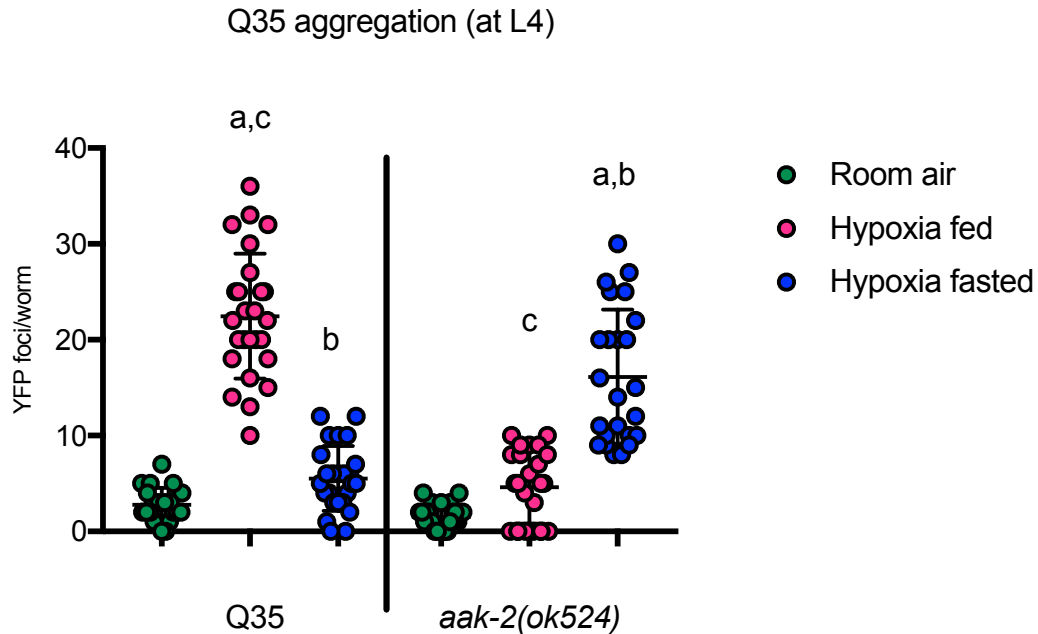 Q35 aggregation (at L4)
a,c
40
a,b
Room air
30
Hypoxia fed
Hypoxia fasted
YFP foci/worm
b
c
20
10
0
Q35
aak-2(ok524)